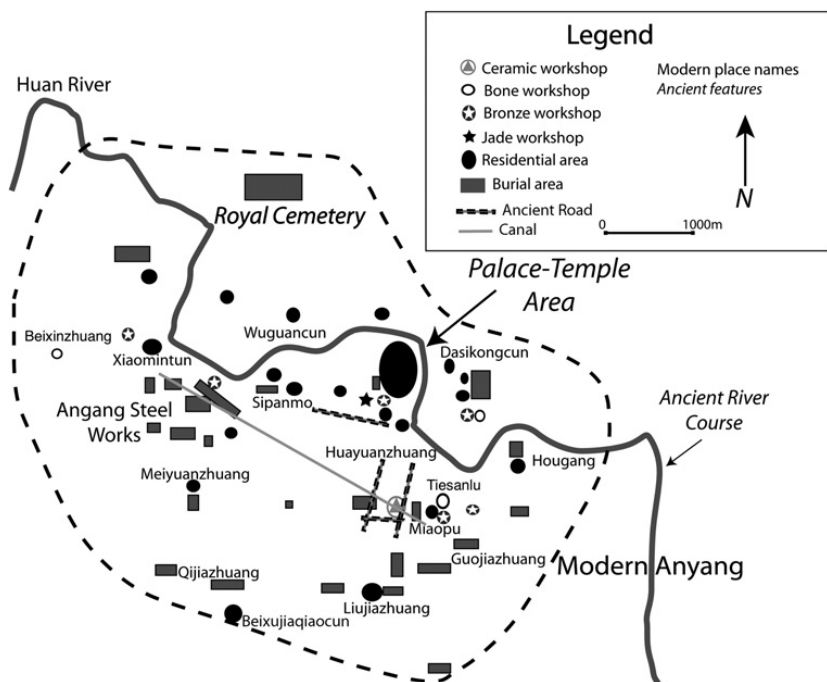 Legend
Ceramic workshop
Bone workshop
Bronze workshop
Jade workshop
Residential area
Burial area
Ancient Road
Canal
Modern place names
Ancient features
N
0 1000m
Huan River
Royal Cemetery
Palace-Temple
Area
Wuguancun
Dasikongcun
Beixinzhuang
Xiaomintun
Sipanmo
Ancient River
Course
Angang Steel
Works
Huayuanzhuang
Hougang
Meiyuanzhuang
Tiesanlu
Miaopu
Guojiazhuang
Modern Anyang
Qijiazhuang
Liujiazhuang
Beixujiaqiaocun